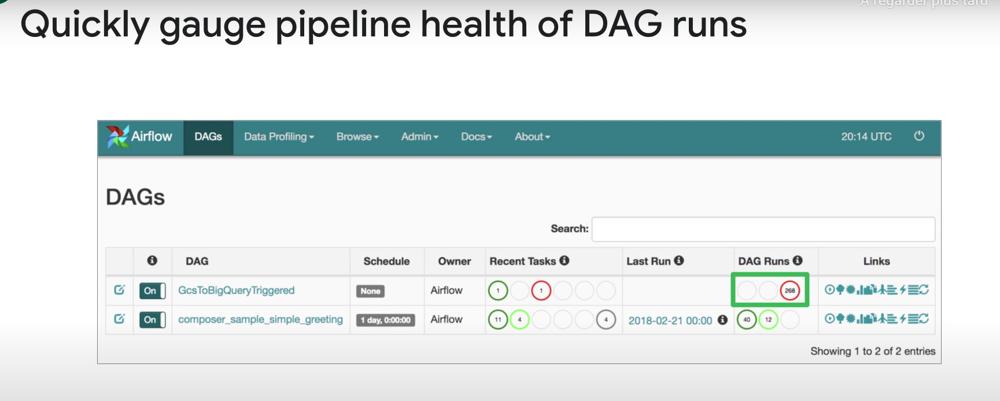 A regarder plus tard
Quickly gauge pipeline health of DAG runs
Airflow DAGs Data Profiling Browse Admin Docs About 20:14 UTC
DAGs
Search:
DAG Schedule Owner Recent Tasks Last Run DAG Runs Links
On GcsToBigQueryTriggered None Airflow 1 1 268
On composer_sample_simple_greeting 1 day, 0:00:00 Airflow 11 4 4 2018-02-21 00:00 40 12
Showing 1 to 2 of 2 entries